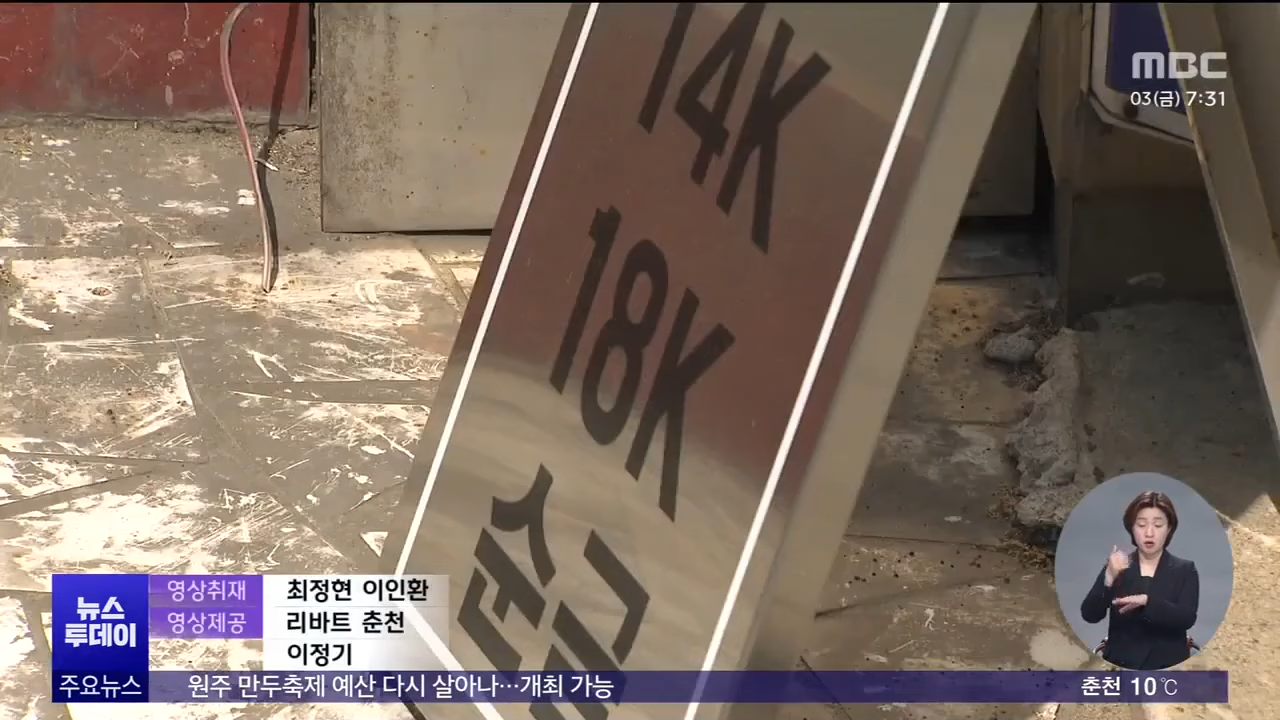 MBC
03(금) 7:31
14K
18K
뉴스
투데이
영상취재 최정현 이인환
영상제공 리바트 춘천
이정기
주요뉴스 원주 만두축제 예산 다시 살아나…개최 가능 춘천 10℃